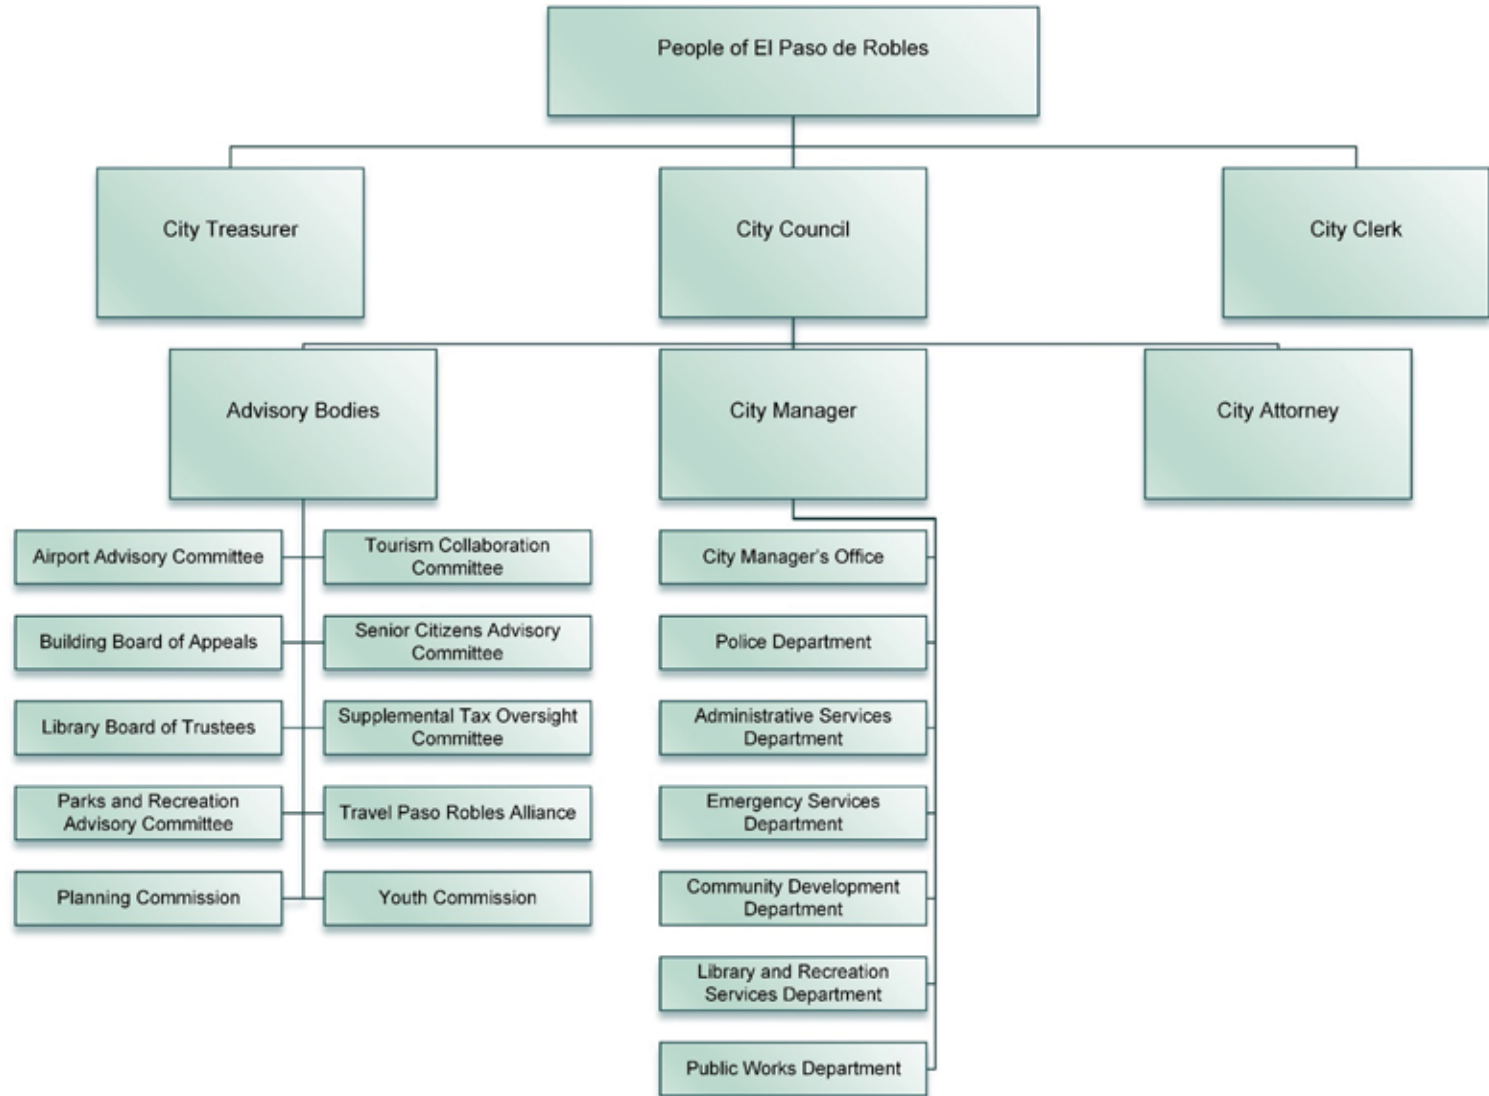 People of El Paso de Robles
City Treasurer
City Council
City Clerk
Advisory Bodies
City Manager
City Attorney
Airport Advisory Committee
Tourism Collaboration
Committee
Building Board of Appeals
Senior Citizens Advisory
Committee
Library Board of Trustees
Supplemental Tax Oversight
Committee
Parks and Recreation
Advisory Committee
Travel Paso Robles Alliance
Planning Commission
Youth Commission
City Manager's Office
Police Department
Administrative Services
Department
Emergency Services
Department
Community Development
Department
Library and Recreation
Services Department
Public Works Department